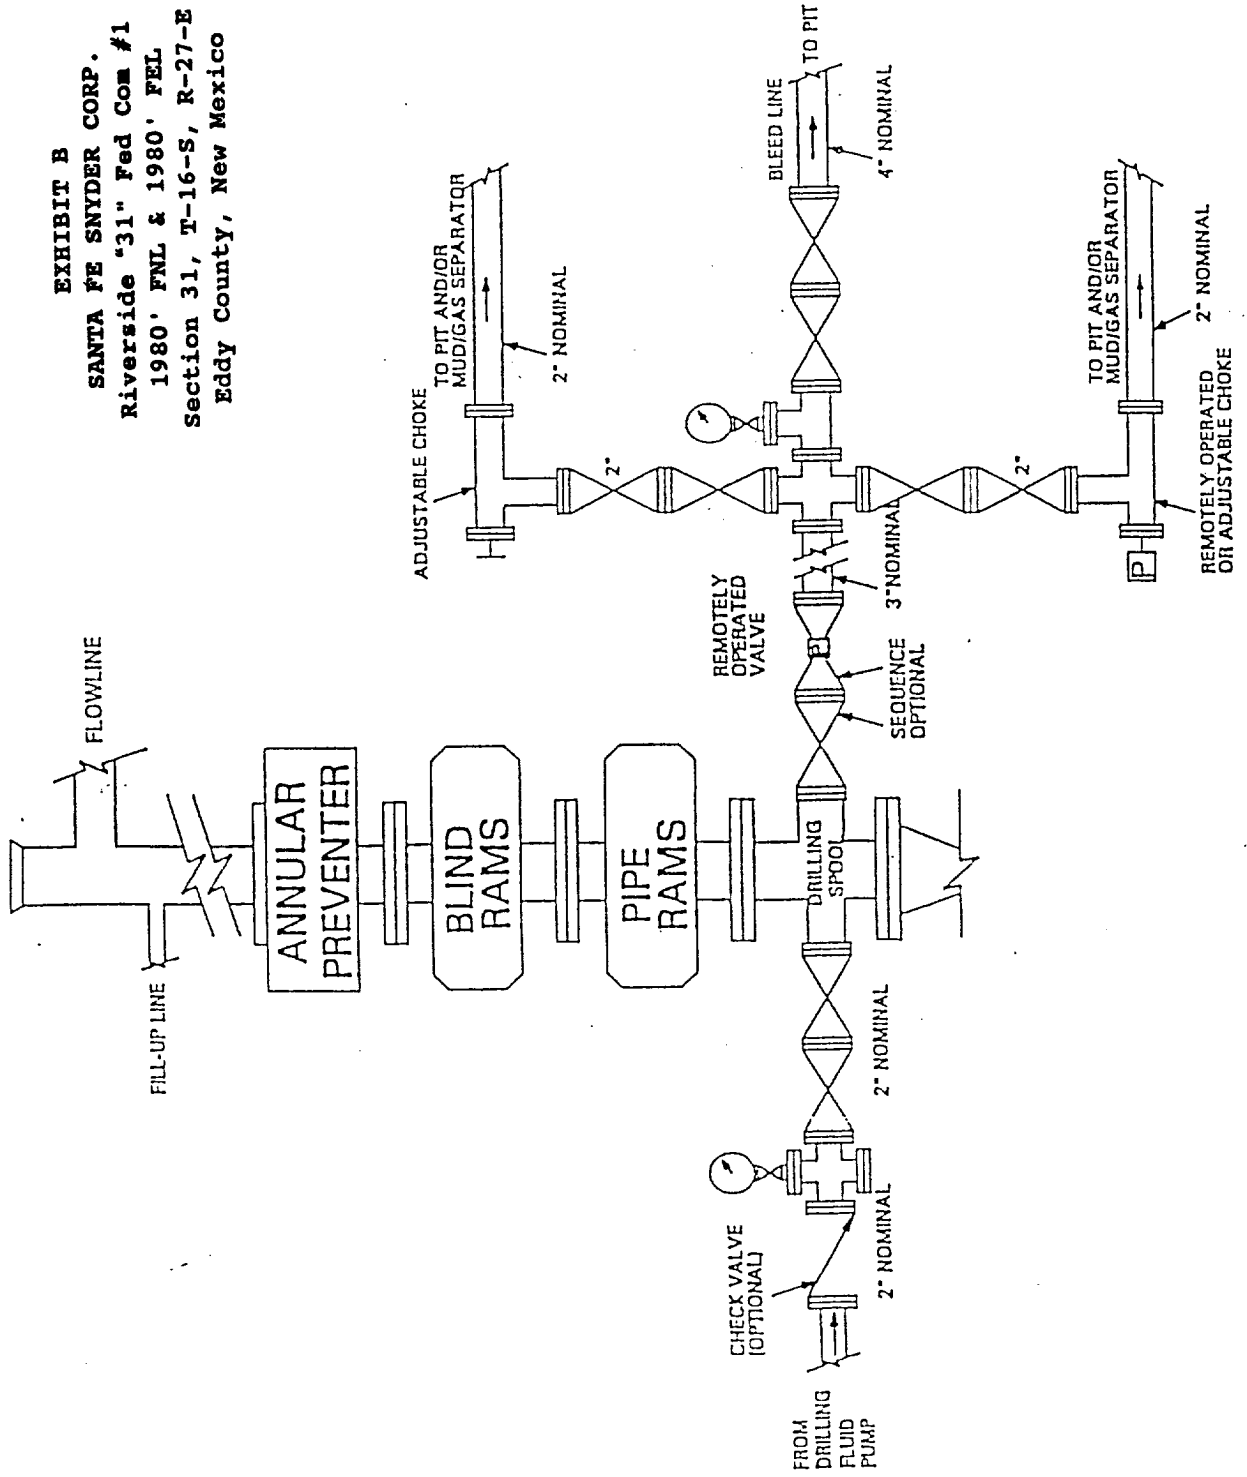 EXHIBIT B
SANTA FE SNYDER CORP.
Riverside "31" Fed Com #1
1980' FNL & 1980' FEL
Section 31, T-16-S, R-27-E
Eddy County, New Mexico
FLOWLINE
FILL-UP LINE
ANNULAR
PREVENTER
BLIND
RAMS
PIPE
RAMS
DRILLING
SPOOL
FROM
DRILLING
FLUID
PUMP
CHECK VALVE
(OPTIONAL)
2" NOMINAL
2" NOMINAL
REMOTELY
OPERATED
VALVE
P
SEQUENCE
OPTIONAL
3" NOMINAL
ADJUSTABLE CHOKE
TO PIT AND/OR
MUD/GAS SEPARATOR
2" NOMINAL
2"
BLEED LINE
TO PIT
4" NOMINAL
2"
P
TO PIT AND/OR
MUD/GAS SEPARATOR
2" NOMINAL
REMOTELY OPERATED
OR ADJUSTABLE CHOKE